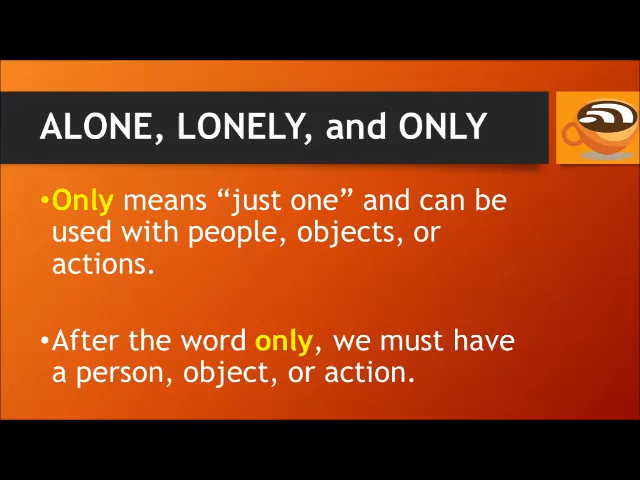 ALONE, LONELY, and ONLY
•Only means “just one” and can be
used with people, objects, or
actions.
•After the word only, we must have
a person, object, or action.